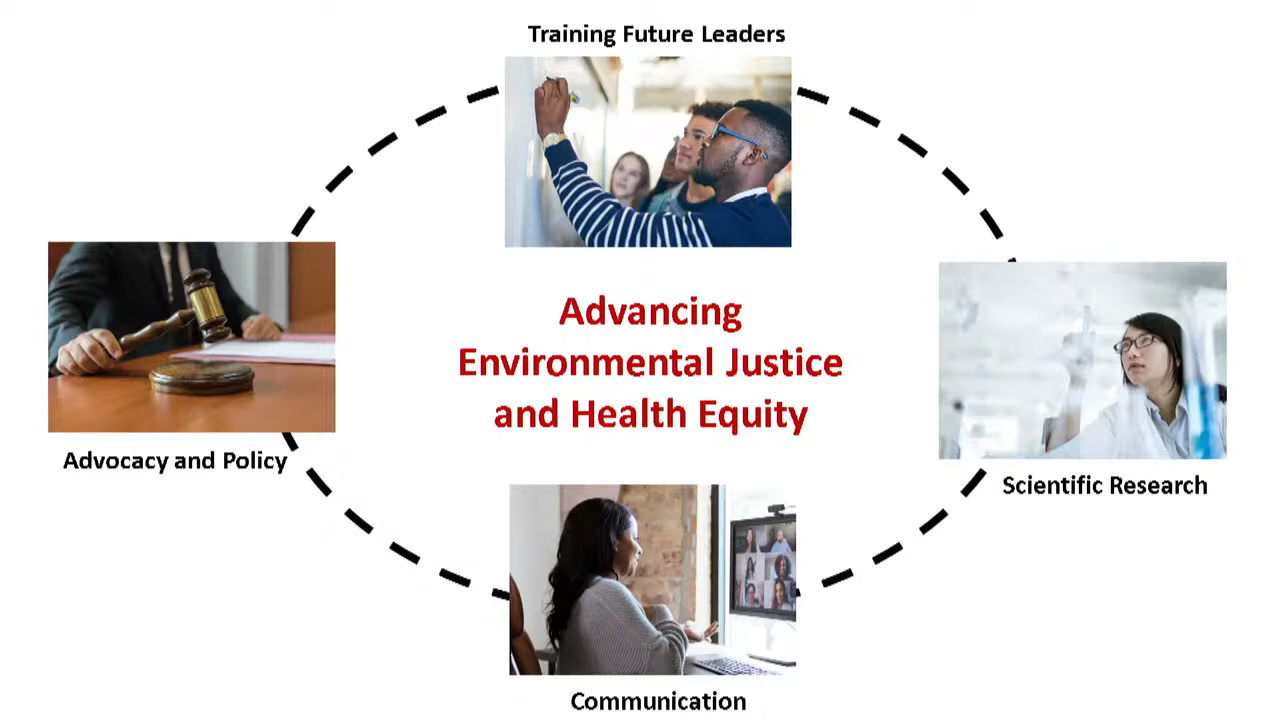 Training Future Leaders
Advancing
Environmental Justice
and Health Equity
Advocacy and Policy
Scientific Research
Communication